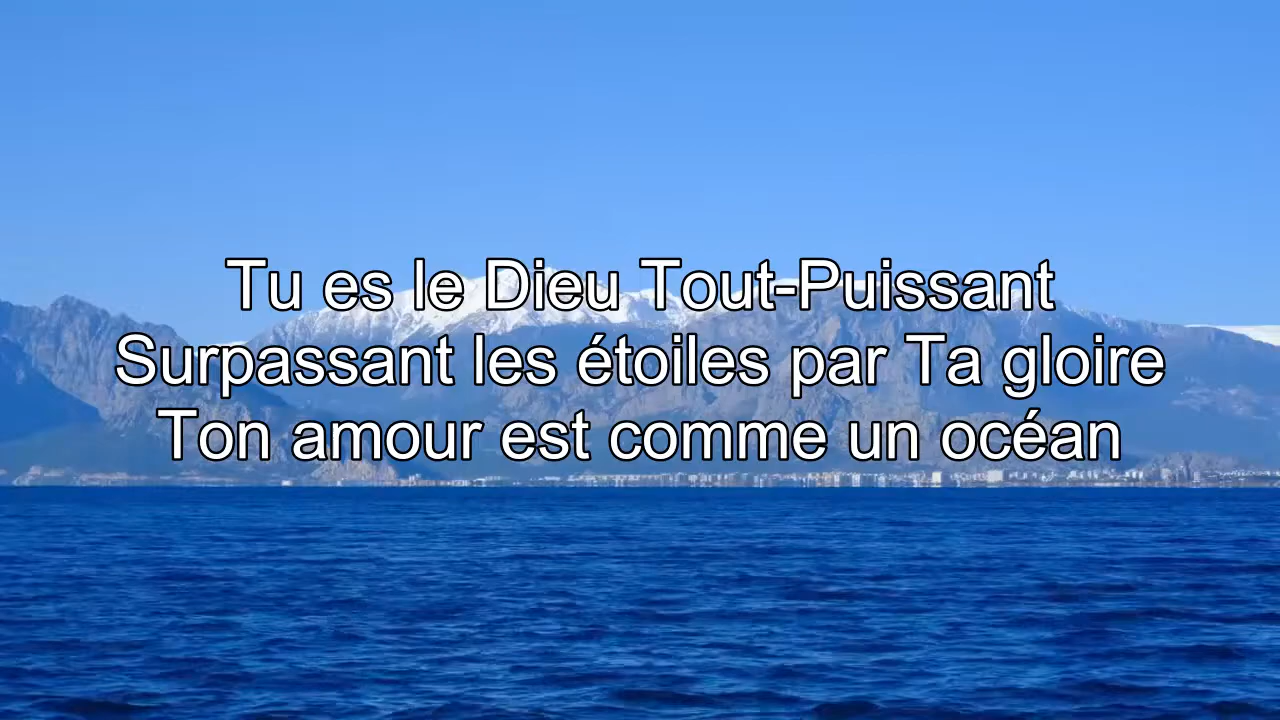 Tu es le Dieu Tout-Puissant
Surpassant les étoiles par Ta gloire
Ton amour est comme un océan